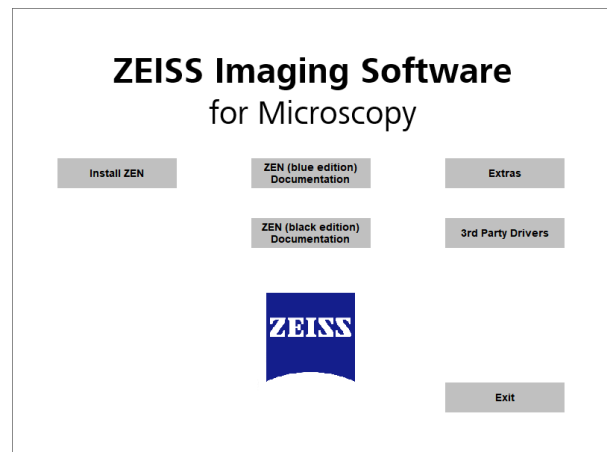 ZEISS Imaging Software
for Microscopy
Install ZEN
ZEN (blue edition)
Documentation
Extras
ZEN (black edition)
Documentation
3rd Party Drivers
ZEISS
Exit